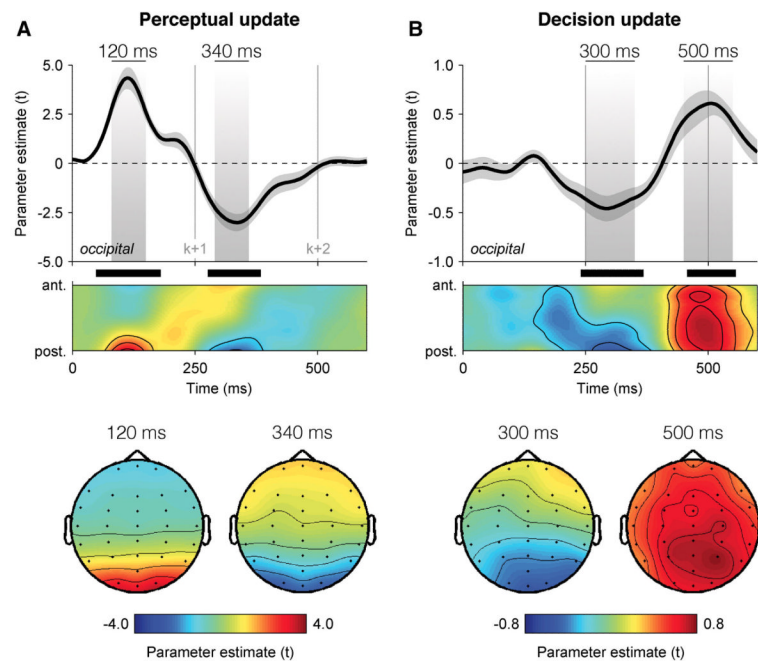 A
Perceptual update
120 ms
340 ms
Parameter estimate (t)
5.0
2.5
0
-2.5
-5.0
occipital
k+1
k+2
ant.
post.
0
250
500
Time (ms)
B
Decision update
300 ms
500 ms
Parameter estimate (t)
1.0
0.5
0
-0.5
-1.0
occipital
ant.
post.
0
250
500
Time (ms)
120 ms
340 ms
-4.0
4.0
Parameter estimate (t)
300 ms
500 ms
-0.8
0.8
Parameter estimate (t)